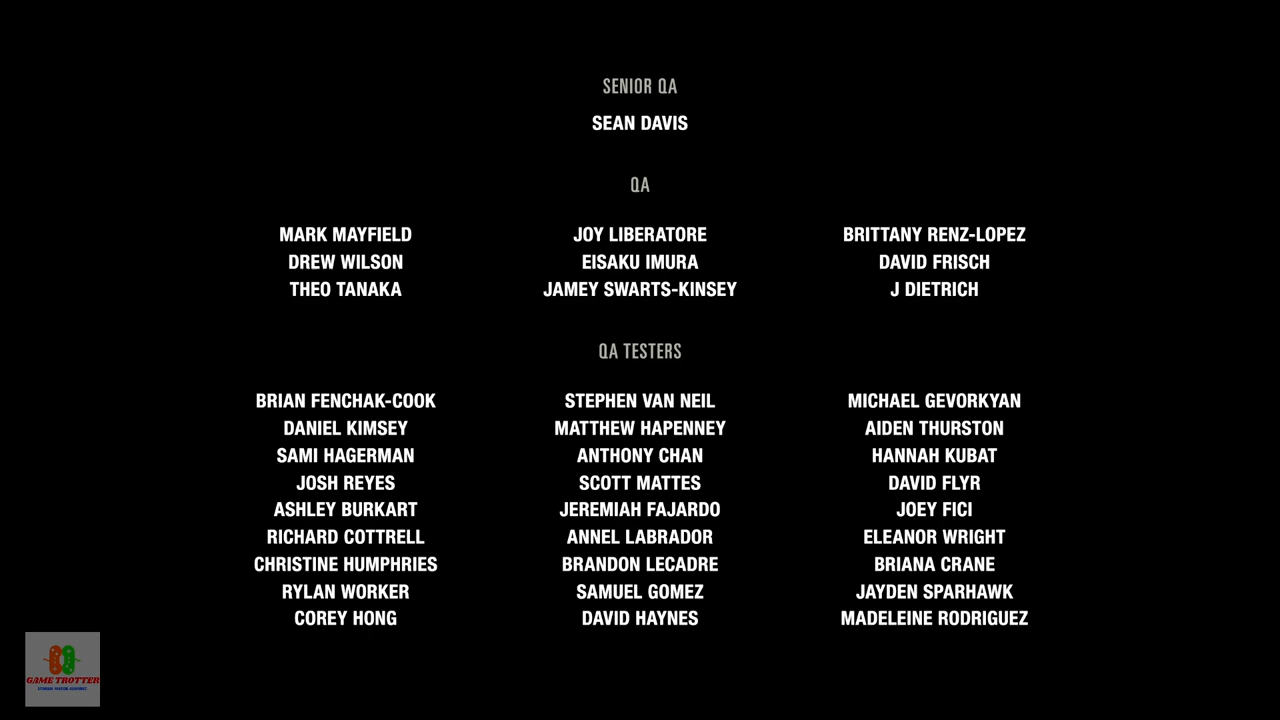 SENIOR QA
SEAN DAVIS
QA
MARK MAYFIELD JOY LIBERATORE BRITTANY RENZ-LOPEZ
DREW WILSON EISAKU IMURA DAVID FRISCH
THEO TANAKA JAMEY SWARTS-KINSEY J DIETRICH
QA TESTERS
BRIAN FENCHAK-COOK STEPHEN VAN NEIL MICHAEL GEVORKYAN
DANIEL KIMSEY MATTHEW HAPENNEY AIDEN THURSTON
SAMI HAGERMAN ANTHONY CHAN HANNAH KUBAT
JOSH REYES SCOTT MATTES DAVID FLYR
ASHLEY BURKART JEREMIAH FAJARDO JOEY FICI
RICHARD COTTRELL ANNEL LABRADOR ELEANOR WRIGHT
CHRISTINE HUMPHRIES BRANDON LECADRE BRIANA CRANE
RYLAN WORKER SAMUEL GOMEZ JAYDEN SPARHAWK
COREY HONG DAVID HAYNES MADELEINE RODRIGUEZ
GAME TROTTER